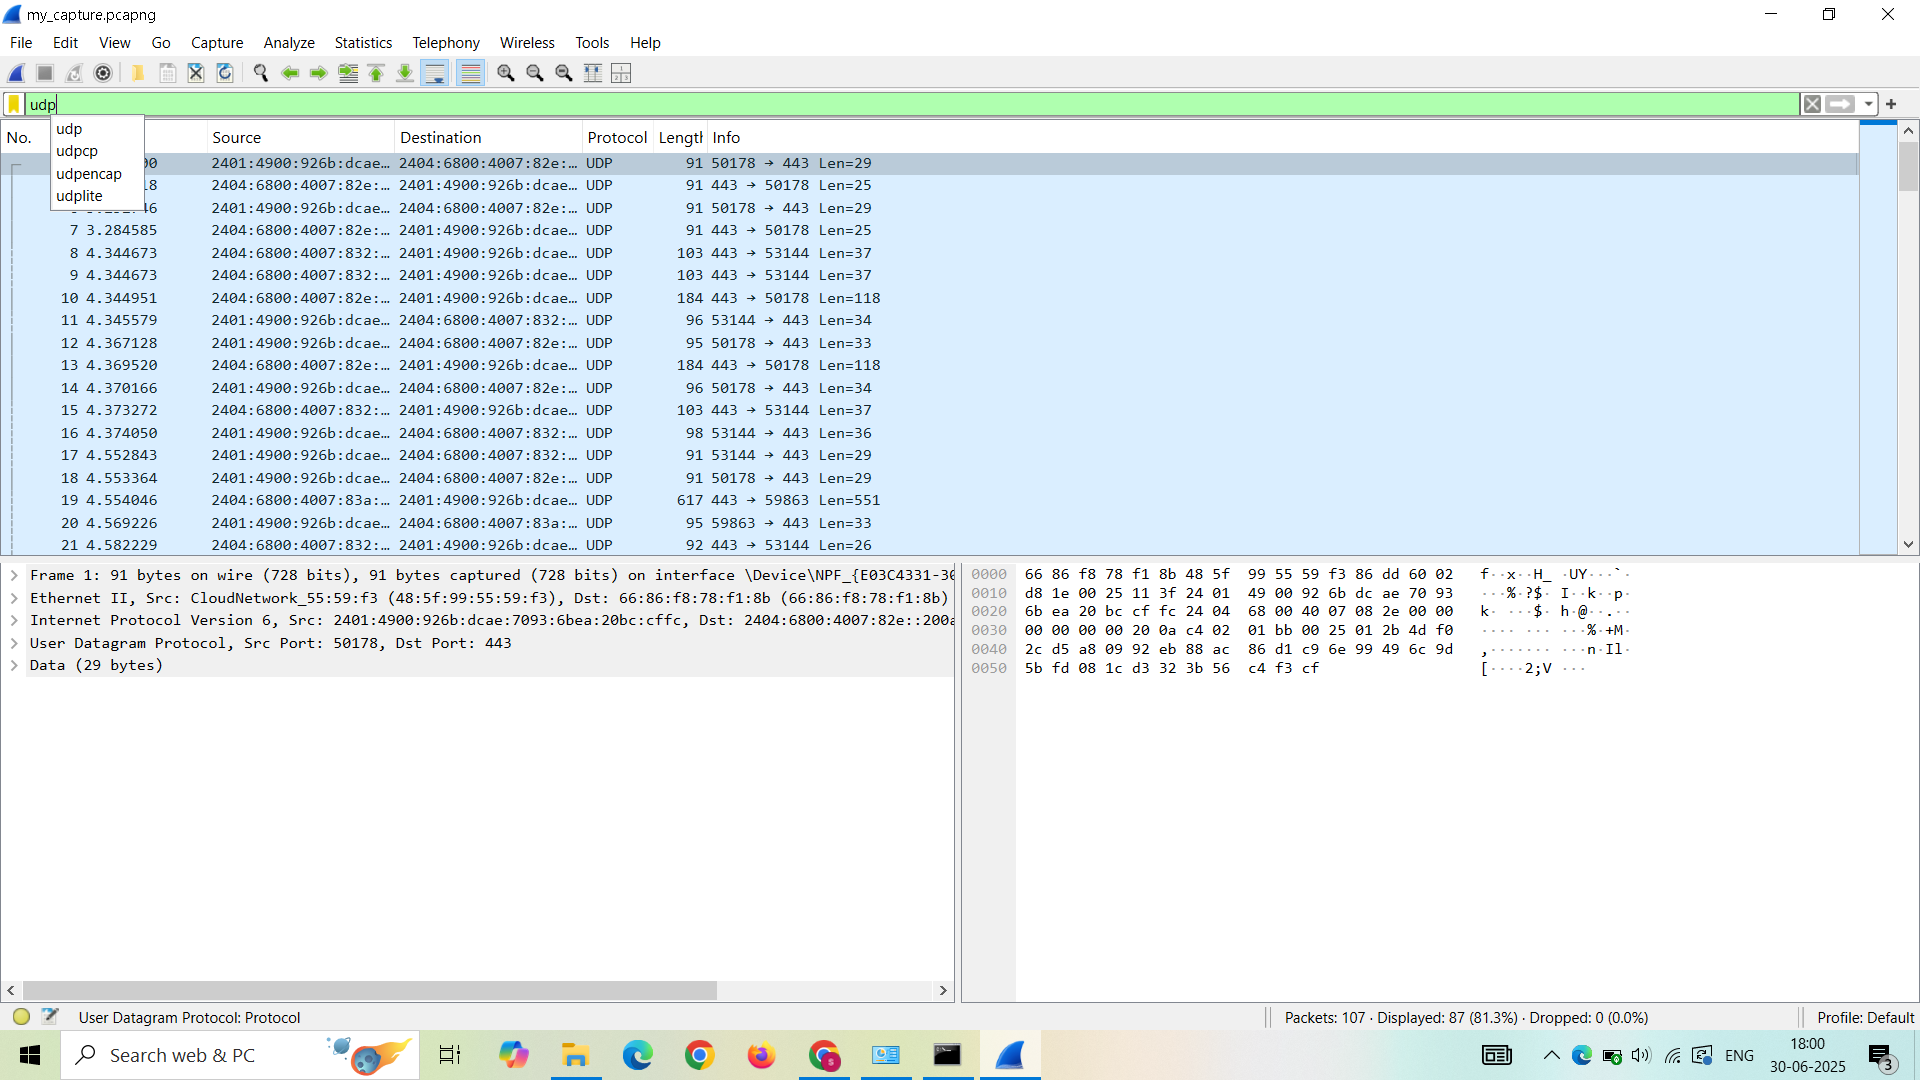 my_capture.pcapng
File Edit View Go Capture Analyze Statistics Telephony Wireless Tools Help
udp
udp
udpcp
udpencap
udplite
No. Source Destination Protocol Length Info
00 2401:4900:926b:dcae… 2404:6800:4007:82e:… UDP 91 50178 → 443 Len=29
18 2404:6800:4007:82e:… 2401:4900:926b:dcae… UDP 91 443 → 50178 Len=25
46 2401:4900:926b:dcae… 2404:6800:4007:82e:… UDP 91 50178 → 443 Len=29
7 3.284585 2404:6800:4007:82e:… 2401:4900:926b:dcae… UDP 91 443 → 50178 Len=25
8 4.344673 2404:6800:4007:832:… 2401:4900:926b:dcae… UDP 103 443 → 53144 Len=37
9 4.344673 2404:6800:4007:832:… 2401:4900:926b:dcae… UDP 103 443 → 53144 Len=37
10 4.344951 2404:6800:4007:82e:… 2401:4900:926b:dcae… UDP 184 443 → 50178 Len=118
11 4.345579 2401:4900:926b:dcae… 2404:6800:4007:832:… UDP 96 53144 → 443 Len=34
12 4.367128 2401:4900:926b:dcae… 2404:6800:4007:82e:… UDP 95 50178 → 443 Len=33
13 4.369520 2404:6800:4007:82e:… 2401:4900:926b:dcae… UDP 184 443 → 50178 Len=118
14 4.370166 2401:4900:926b:dcae… 2404:6800:4007:82e:… UDP 96 50178 → 443 Len=34
15 4.373272 2404:6800:4007:832:… 2401:4900:926b:dcae… UDP 103 443 → 53144 Len=37
16 4.374050 2401:4900:926b:dcae… 2404:6800:4007:832:… UDP 98 53144 → 443 Len=36
17 4.552843 2401:4900:926b:dcae… 2404:6800:4007:832:… UDP 91 53144 → 443 Len=29
18 4.553364 2401:4900:926b:dcae… 2404:6800:4007:82e:… UDP 91 50178 → 443 Len=29
19 4.554046 2404:6800:4007:83a:… 2401:4900:926b:dcae… UDP 617 443 → 59863 Len=551
20 4.569226 2401:4900:926b:dcae… 2404:6800:4007:83a:… UDP 95 59863 → 443 Len=33
21 4.582229 2404:6800:4007:832:… 2401:4900:926b:dcae… UDP 92 443 → 53144 Len=26
Frame 1: 91 bytes on wire (728 bits), 91 bytes captured (728 bits) on interface \Device\NPF_{E03C4331-30
Ethernet II, Src: CloudNetwork_55:59:f3 (48:5f:99:55:59:f3), Dst: 66:86:f8:78:f1:8b (66:86:f8:78:f1:8b)
Internet Protocol Version 6, Src: 2401:4900:926b:dcae:7093:6bea:20bc:cffc, Dst: 2404:6800:4007:82e::200a
User Datagram Protocol, Src Port: 50178, Dst Port: 443
Data (29 bytes)
0000 66 86 f8 78 f1 8b 48 5f 99 55 59 f3 86 dd 60 02 f··x··H_ ·UY···`·
0010 d8 1e 00 25 11 3f 24 01 49 00 92 6b dc ae 70 93 ···%·?$· I··k··p·
0020 6b ea 20 bc cf fc 24 04 68 00 40 07 08 2e 00 00 k· ···$· h·@··.··
0030 00 00 00 00 20 0a c4 02 01 bb 00 25 01 2b 4d f0 ···· ··· ···%·+M·
0040 2c d5 a8 09 92 eb 88 ac 86 d1 c9 6e 99 49 6c 9d ,······· ···n·Il·
0050 5b fd 08 1c d3 32 3b 56 c4 f3 cf [····2;V ···
User Datagram Protocol: Protocol
Packets: 107 · Displayed: 87 (81.3%) · Dropped: 0 (0.0%)
Profile: Default
Search web & PC
ENG
18:00
30-06-2025
3